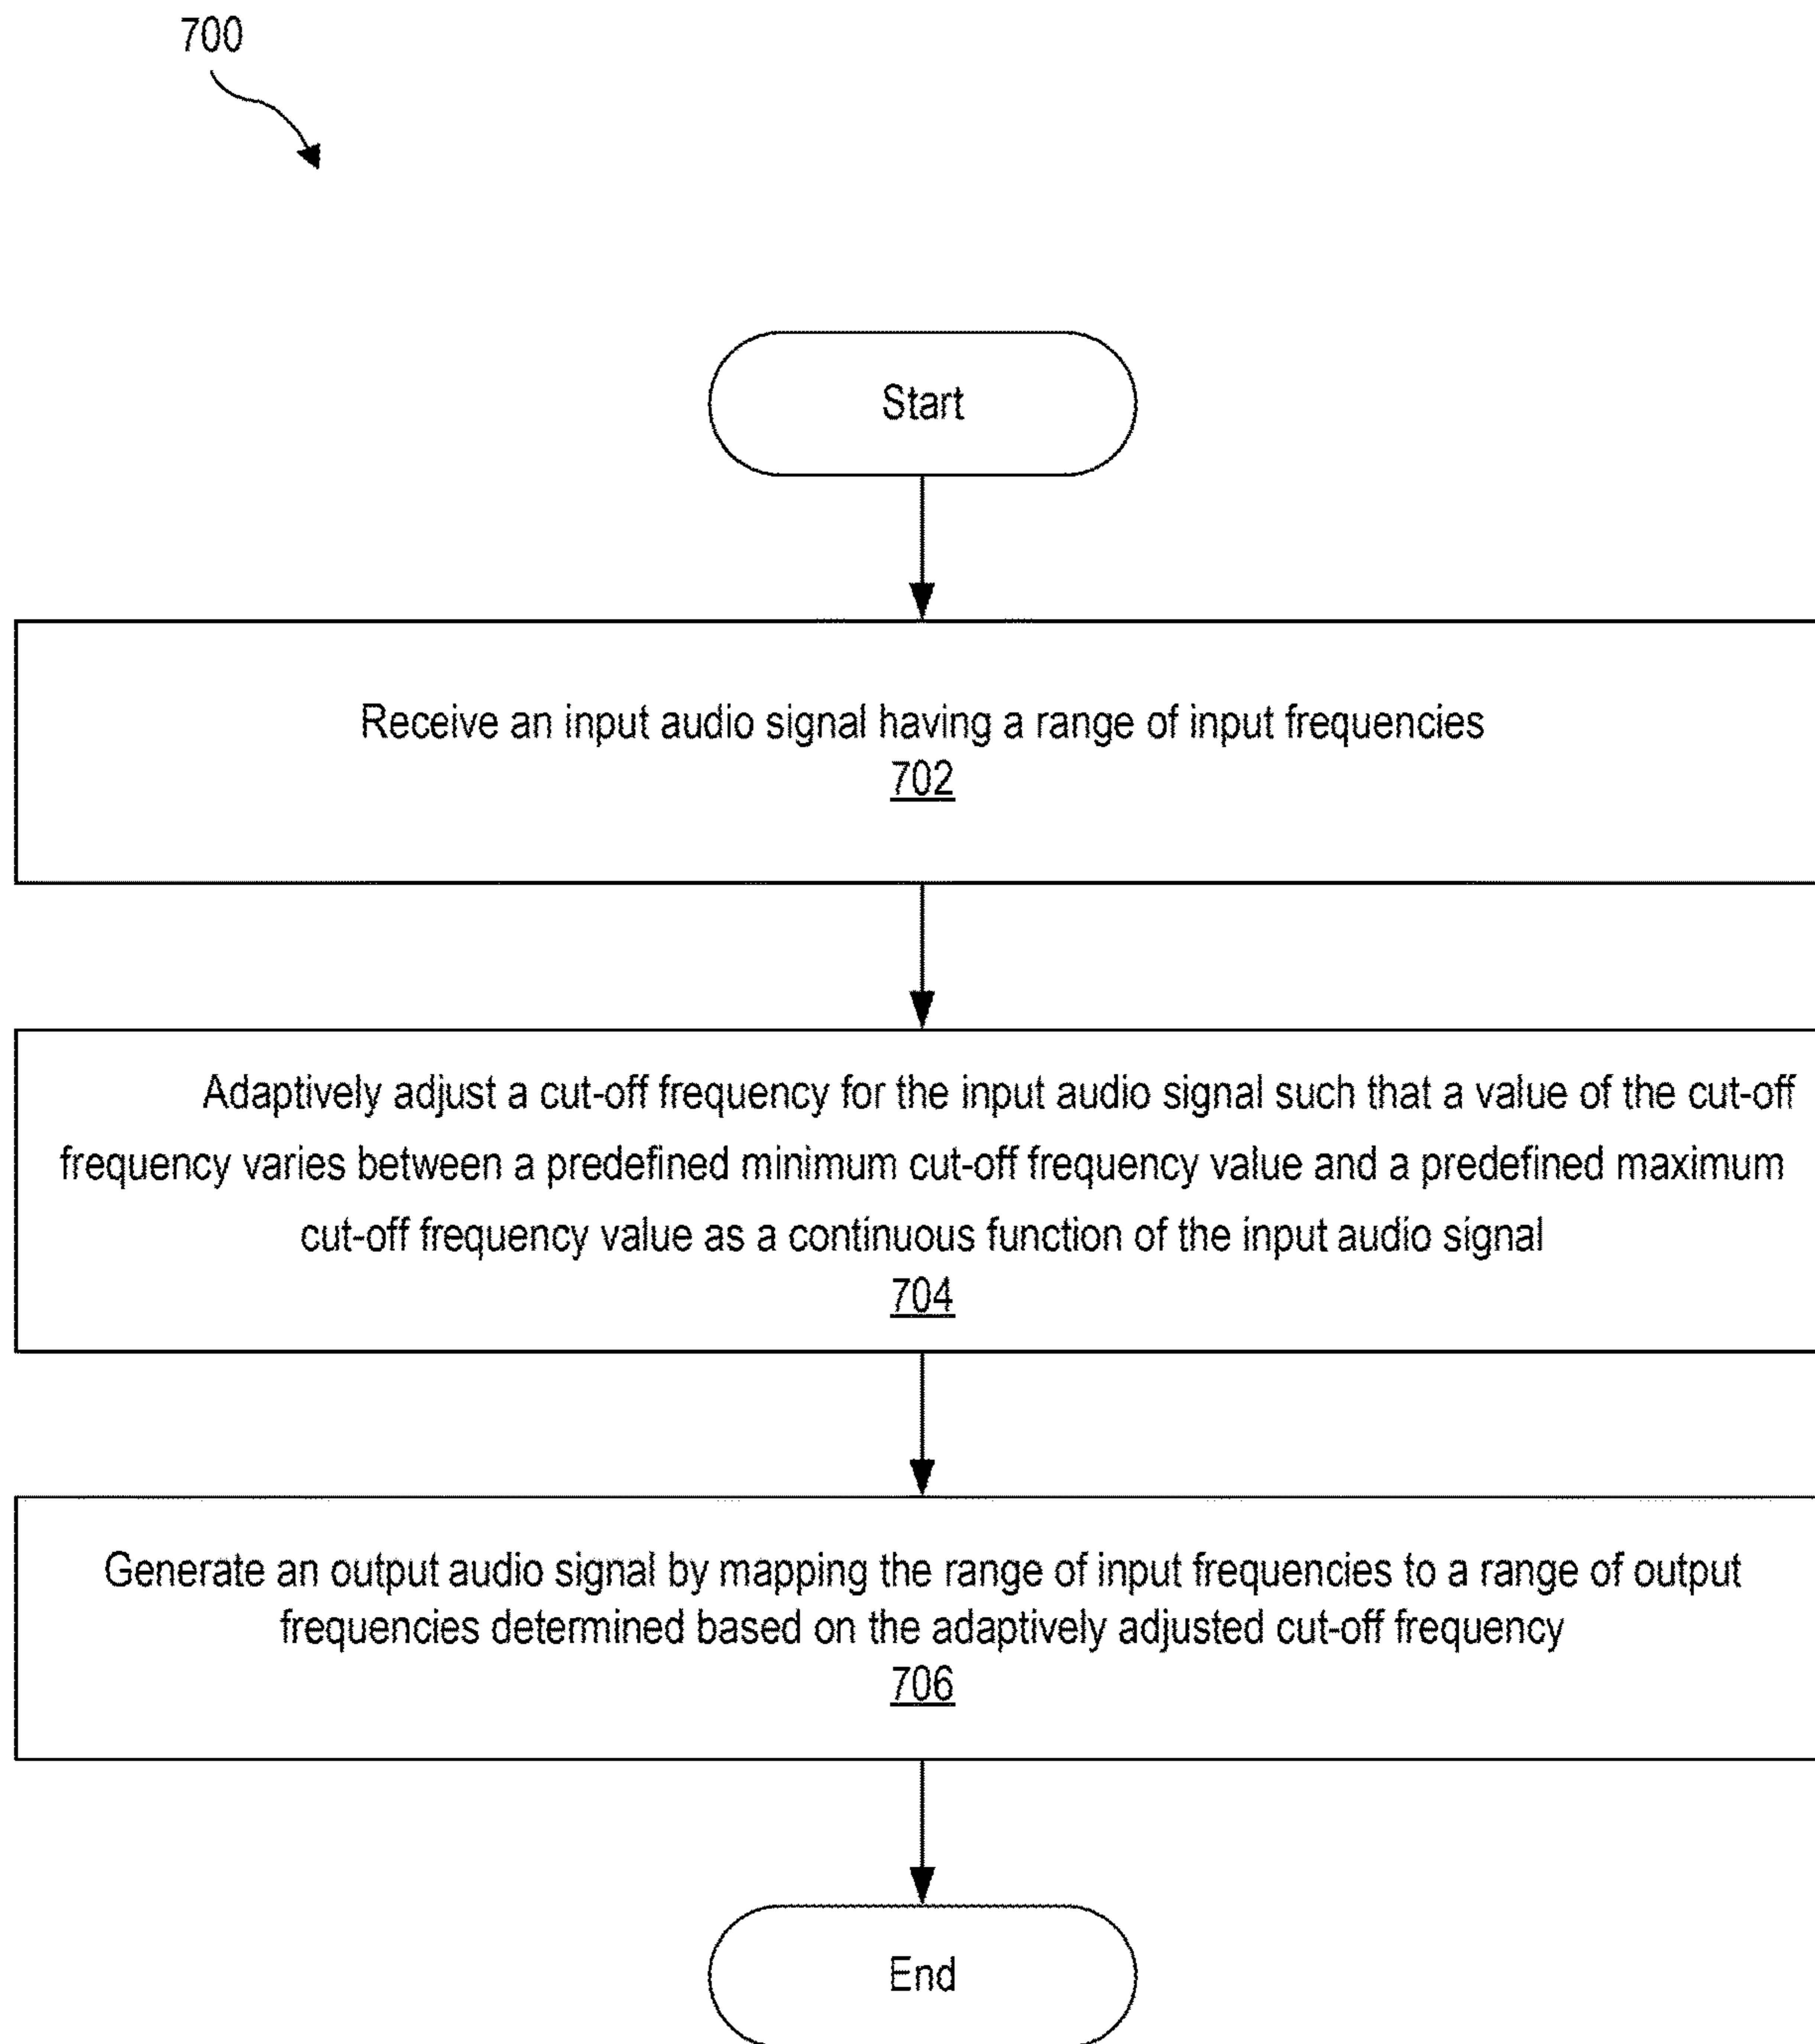 700
Start
Receive an input audio signal having a range of input frequencies
702
Adaptively adjust a cut-off frequency for the input audio signal such that a value of the cut-off
frequency varies between a predefined minimum cut-off frequency value and a predefined maximum
cut-off frequency value as a continuous function of the input audio signal
704
Generate an output audio signal by mapping the range of input frequencies to a range of output
frequencies determined based on the adaptively adjusted cut-off frequency
706
End